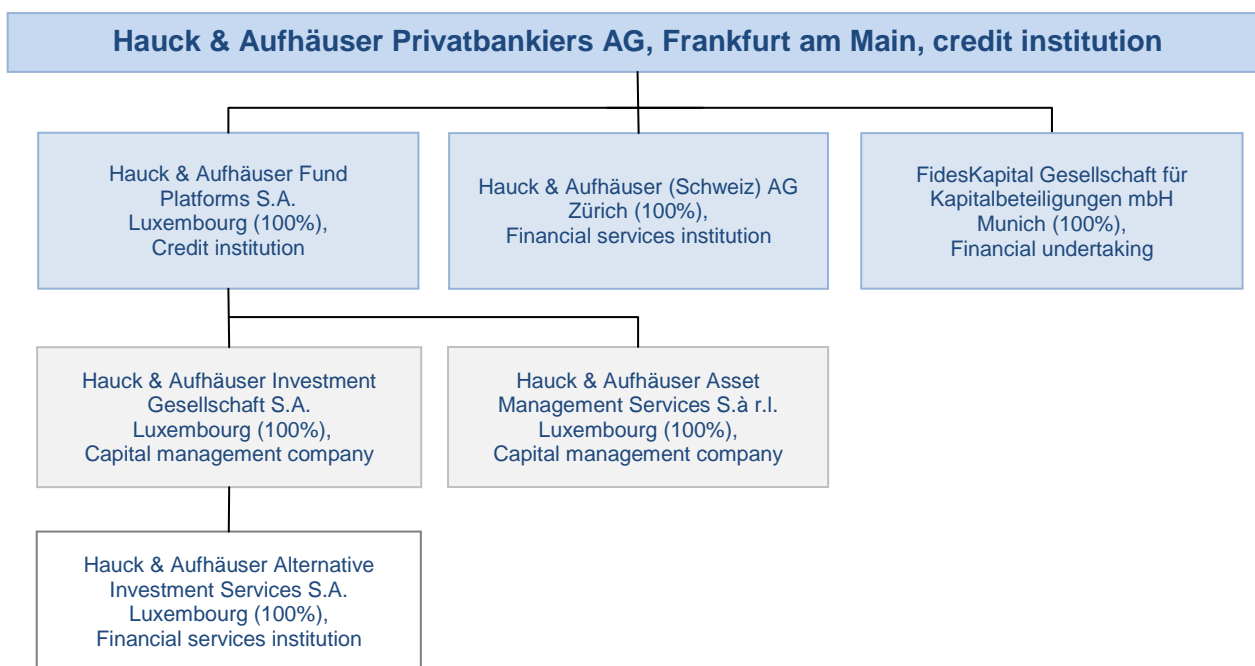 Hauck & Aufhäuser Privatbankiers AG, Frankfurt am Main, credit institution
Hauck & Aufhäuser Fund
Platforms S.A.
Luxembourg (100%),
Credit institution
Hauck & Aufhäuser (Schweiz) AG
Zürich (100%),
Financial services institution
FidesKapital Gesellschaft für
Kapitalbeteiligungen mbH
Munich (100%),
Financial undertaking
Hauck & Aufhäuser Investment
Gesellschaft S.A.
Luxembourg (100%),
Capital management company
Hauck & Aufhäuser Asset
Management Services S.à r.l.
Luxembourg (100%),
Capital management company
Hauck & Aufhäuser Alternative
Investment Services S.A.
Luxembourg (100%),
Financial services institution